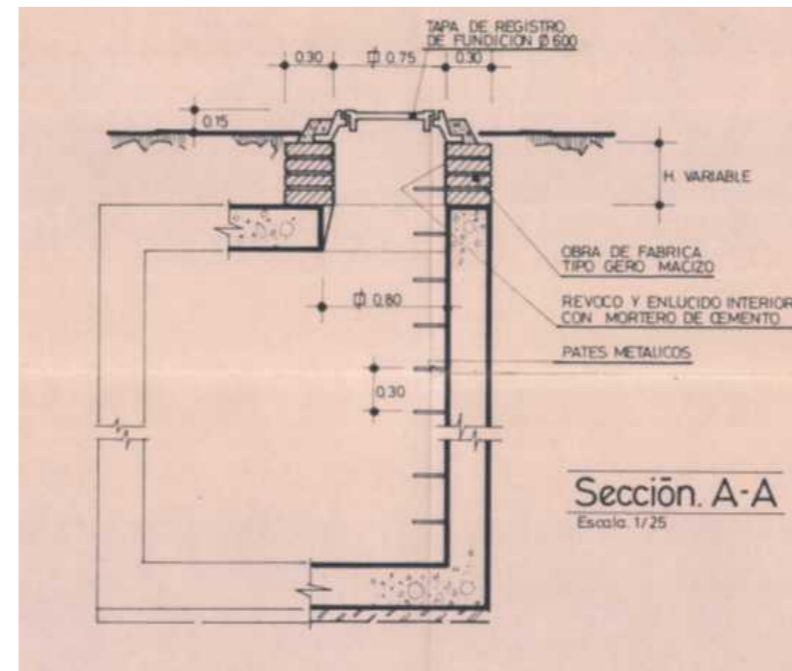 TAPA DE REGISTRO
DE FUNDICION Ø 600
0.30
□ 0.75
0.30
0.15
H. VARIABLE
OBRA DE FABRICA
TIPO GERO MACIZO
□ 0.80
REVOCO Y ENLUCIDO INTERIOR
CON MORTERO DE CEMENTO
PATES METALICOS
0.30
Sección. A-A
Escala. 1/25